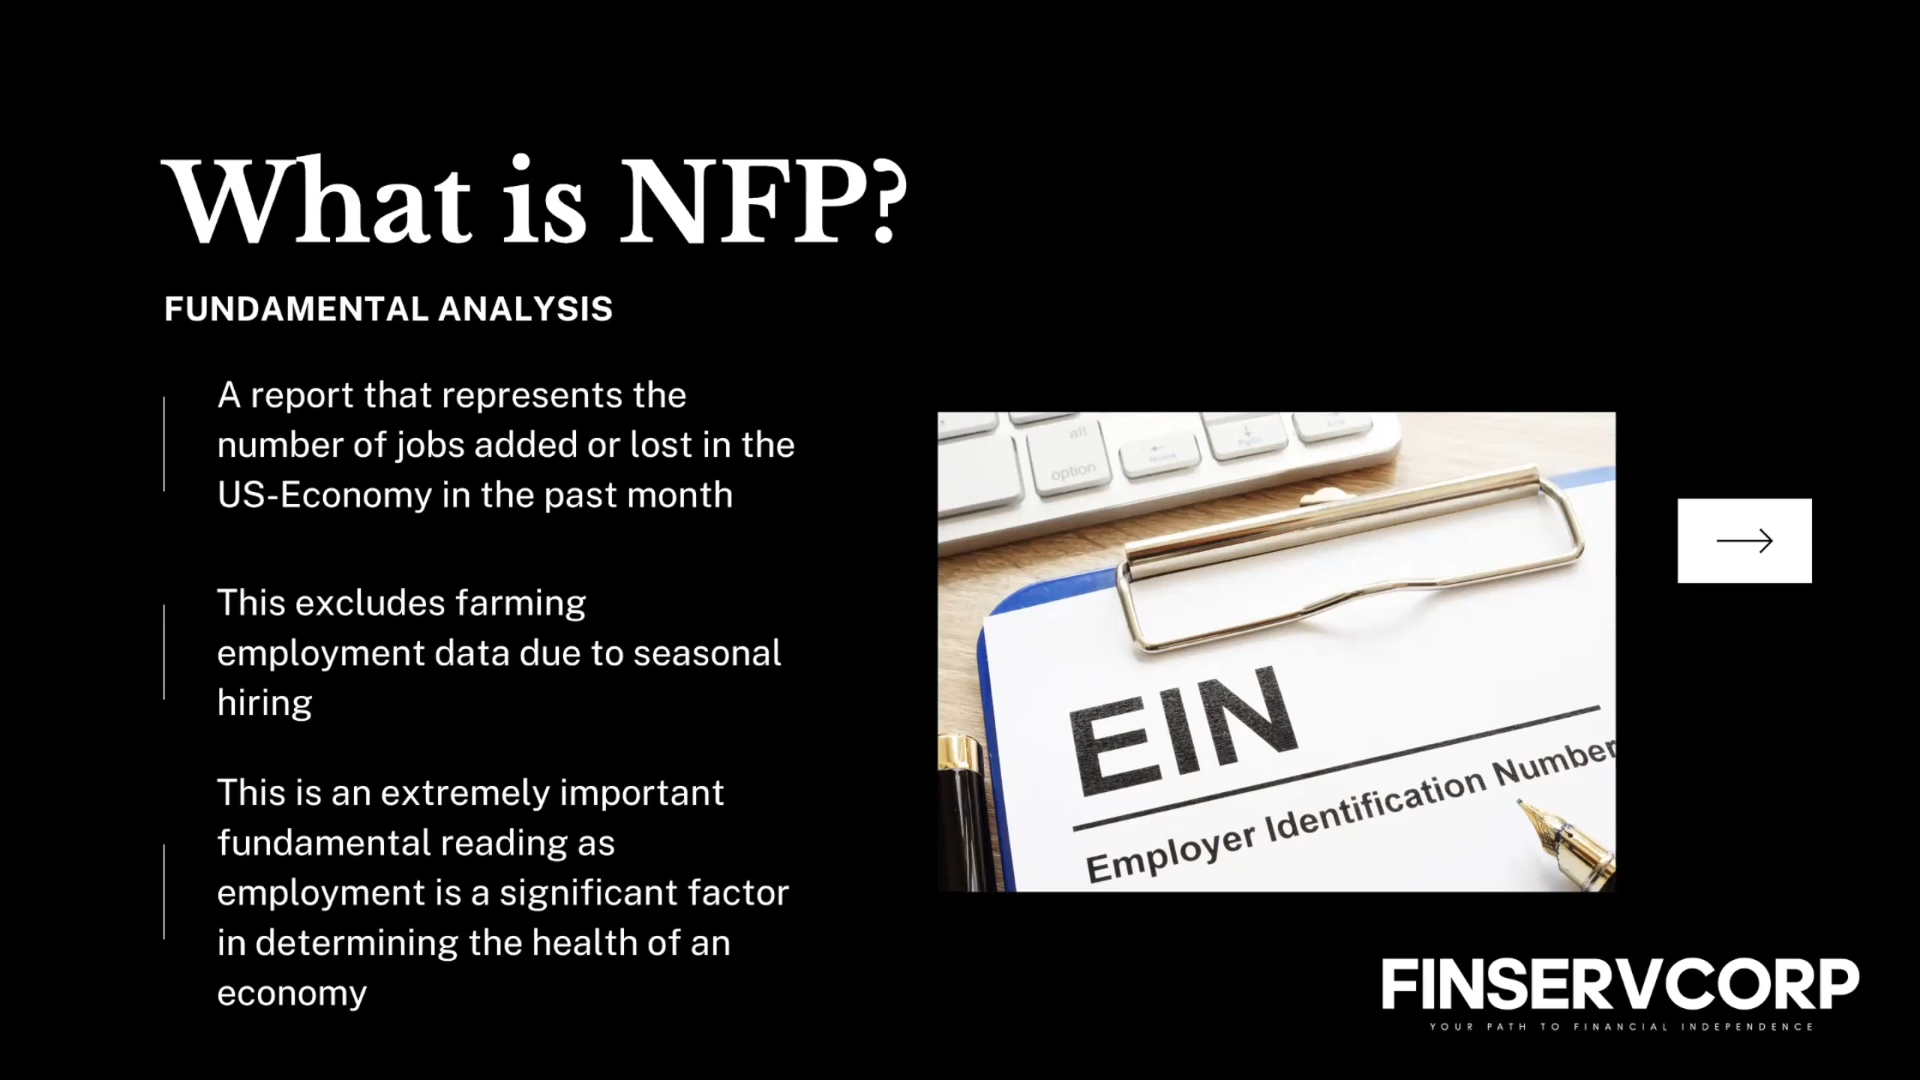 What is NFP?
FUNDAMENTAL ANALYSIS
A report that represents the
number of jobs added or lost in the
US-Economy in the past month
This excludes farming
employment data due to seasonal
hiring
This is an extremely important
fundamental reading as
employment is a significant factor
in determining the health of an
economy
alt
option
Home
EIN
Employer Identification Number
FINSERVCORP
YOUR PATH TO FINANCIAL INDEPENDENCE